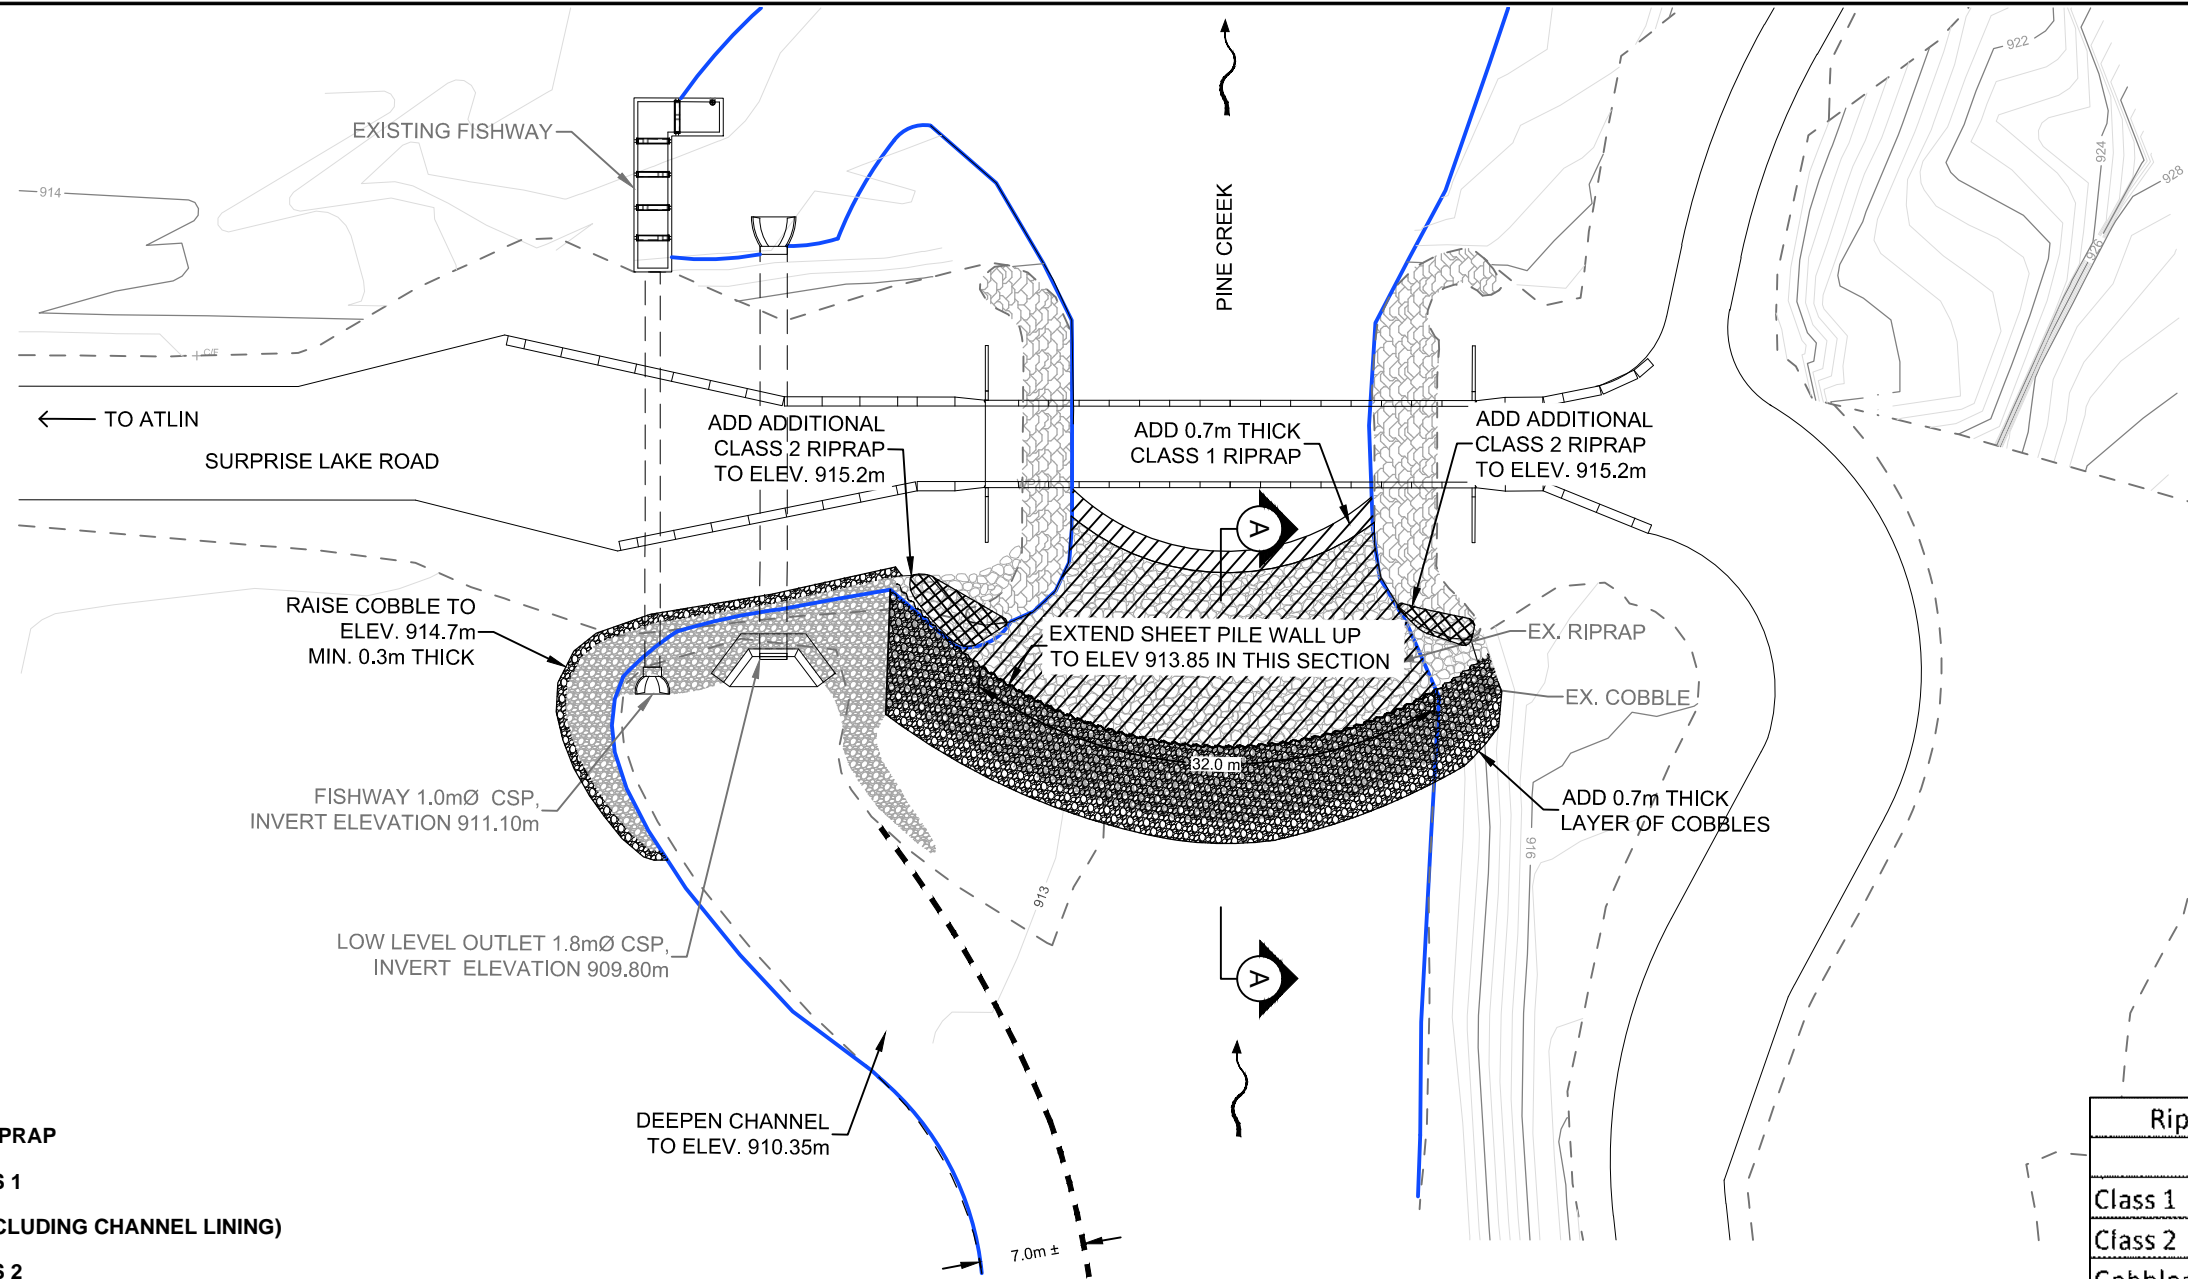 922
EXISTING FISHWAY
914
924
928
926
PINE CREEK
C/F
TO ATLIN
SURPRISE LAKE ROAD
ADD ADDITIONAL
CLASS 2 RIPRAP
TO ELEV. 915.2m
ADD 0.7m THICK
CLASS 1 RIPRAP
ADD ADDITIONAL
CLASS 2 RIPRAP
TO ELEV. 915.2m
A
RAISE COBBLE TO
ELEV. 914.7m
MIN. 0.3m THICK
EXTEND SHEET PILE WALL UP
TO ELEV 913.85 IN THIS SECTION
EX. RIPRAP
EX. COBBLE
32.0 m
FISHWAY 1.0mØ CSP,
INVERT ELEVATION 911.10m
ADD 0.7m THICK
LAYER OF COBBLES
916
913
LOW LEVEL OUTLET 1.8mØ CSP,
INVERT ELEVATION 909.80m
A
DEEPEN CHANNEL
TO ELEV. 910.35m
7.0m ±
PRAP
S 1
CLUDING CHANNEL LINING)
S 2
Rip
Class 1
Class 2